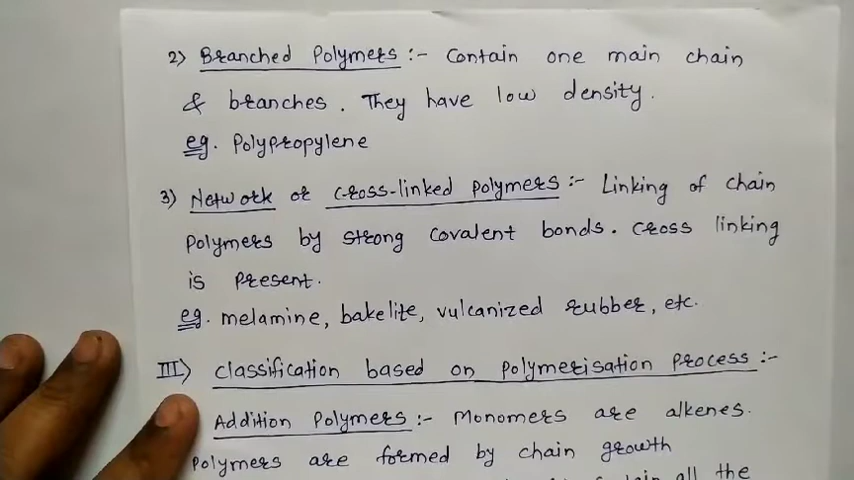 2) Branched Polymers :- Contain one main chain
& branches. They have low density.
eg. Polypropylene
3) Network or cross-linked polymers :- Linking of chain
polymers by strong covalent bonds. Cross linking
is present.
eg. melamine, bakelite, vulcanized rubber, etc.
III) Classification based on polymerisation process :-
Addition Polymers :- Monomers are alkenes.
Polymers are formed by chain growth
all the